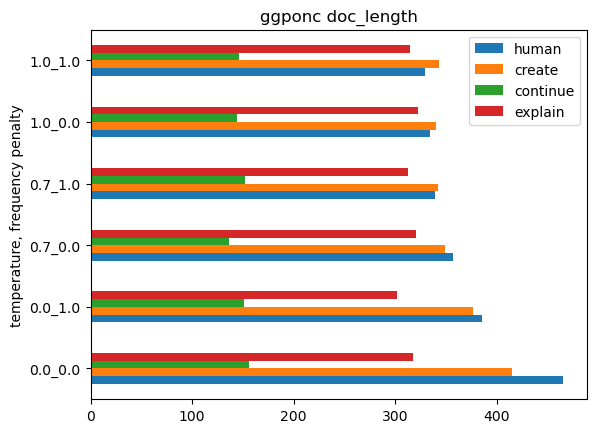 ggponc doc_length
human
create
continue
explain
temperature, frequency penalty
1.0_1.0
1.0_0.0
0.7_1.0
0.7_0.0
0.0_1.0
0.0_0.0
0 100 200 300 400